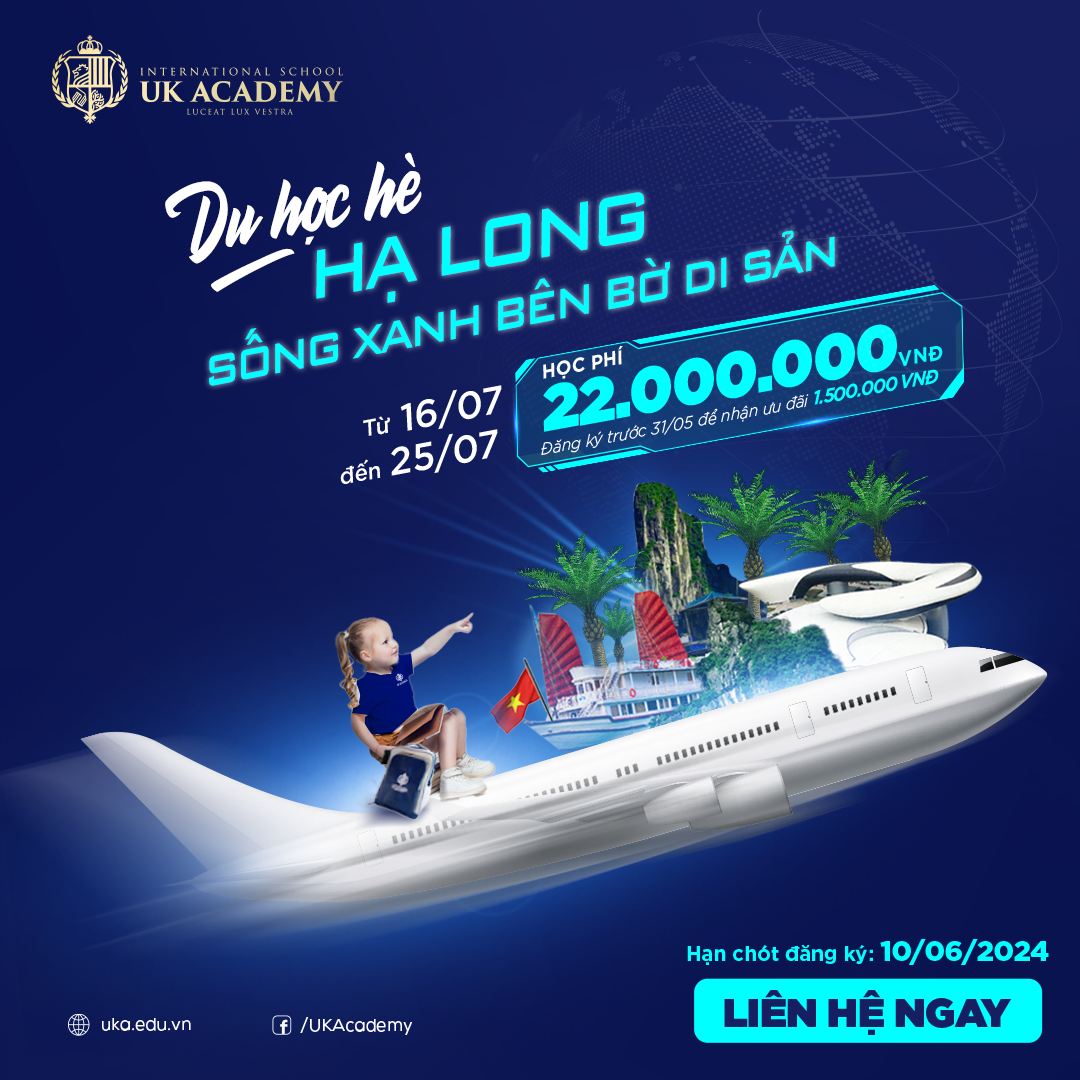 INTERNATIONAL SCHOOL
UK ACADEMY
LUCEAT LUX VESTRA
Du học hè
HẠ LONG
SỐNG XANH BÊN BỜ DI SẢN
Từ 16/07
đến 25/07
HỌC PHÍ
22.000.000 VNĐ
Đăng ký trước 31/05 để nhận ưu đãi 1.500.000 VNĐ
Hạn chót đăng ký: 10/06/2024
LIÊN HỆ NGAY
uka.edu.vn
/UKAcademy